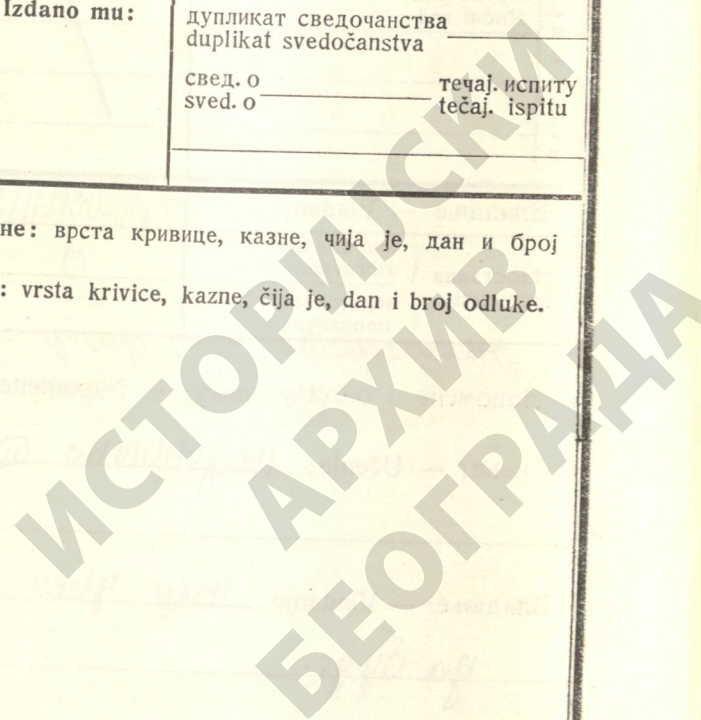 Izdano mu:
дупликат сведочанства
duplikat svedočanstva
свед. о течај. испиту
sved. o tečaj. ispitu
не: врста кривице, казне, чија је, дан и број
: vrsta krivice, kazne, čija je, dan i broj odluke.
ИСТОРИЈСКИ
АРХИВ
БЕОГРАДА